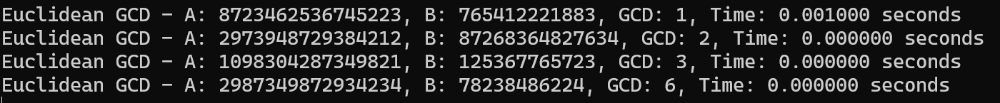 Euclidean GCD - A: 8723462536745223, B: 765412221883, GCD: 1, Time: 0.001000 seconds
Euclidean GCD - A: 2973948729384212, B: 87268364827634, GCD: 2, Time: 0.000000 seconds
Euclidean GCD - A: 1098304287349821, B: 125367765723, GCD: 3, Time: 0.000000 seconds
Euclidean GCD - A: 2987349872934234, B: 78238486224, GCD: 6, Time: 0.000000 seconds